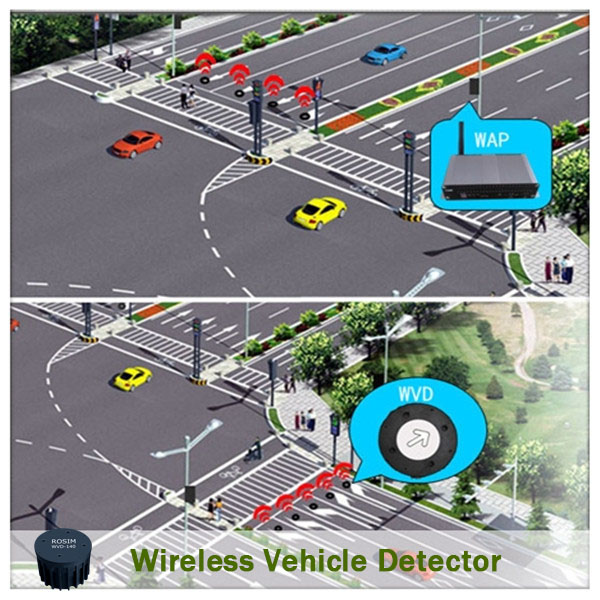 WAP
WVD
ROSIM
WVD-140
Wireless Vehicle Detector